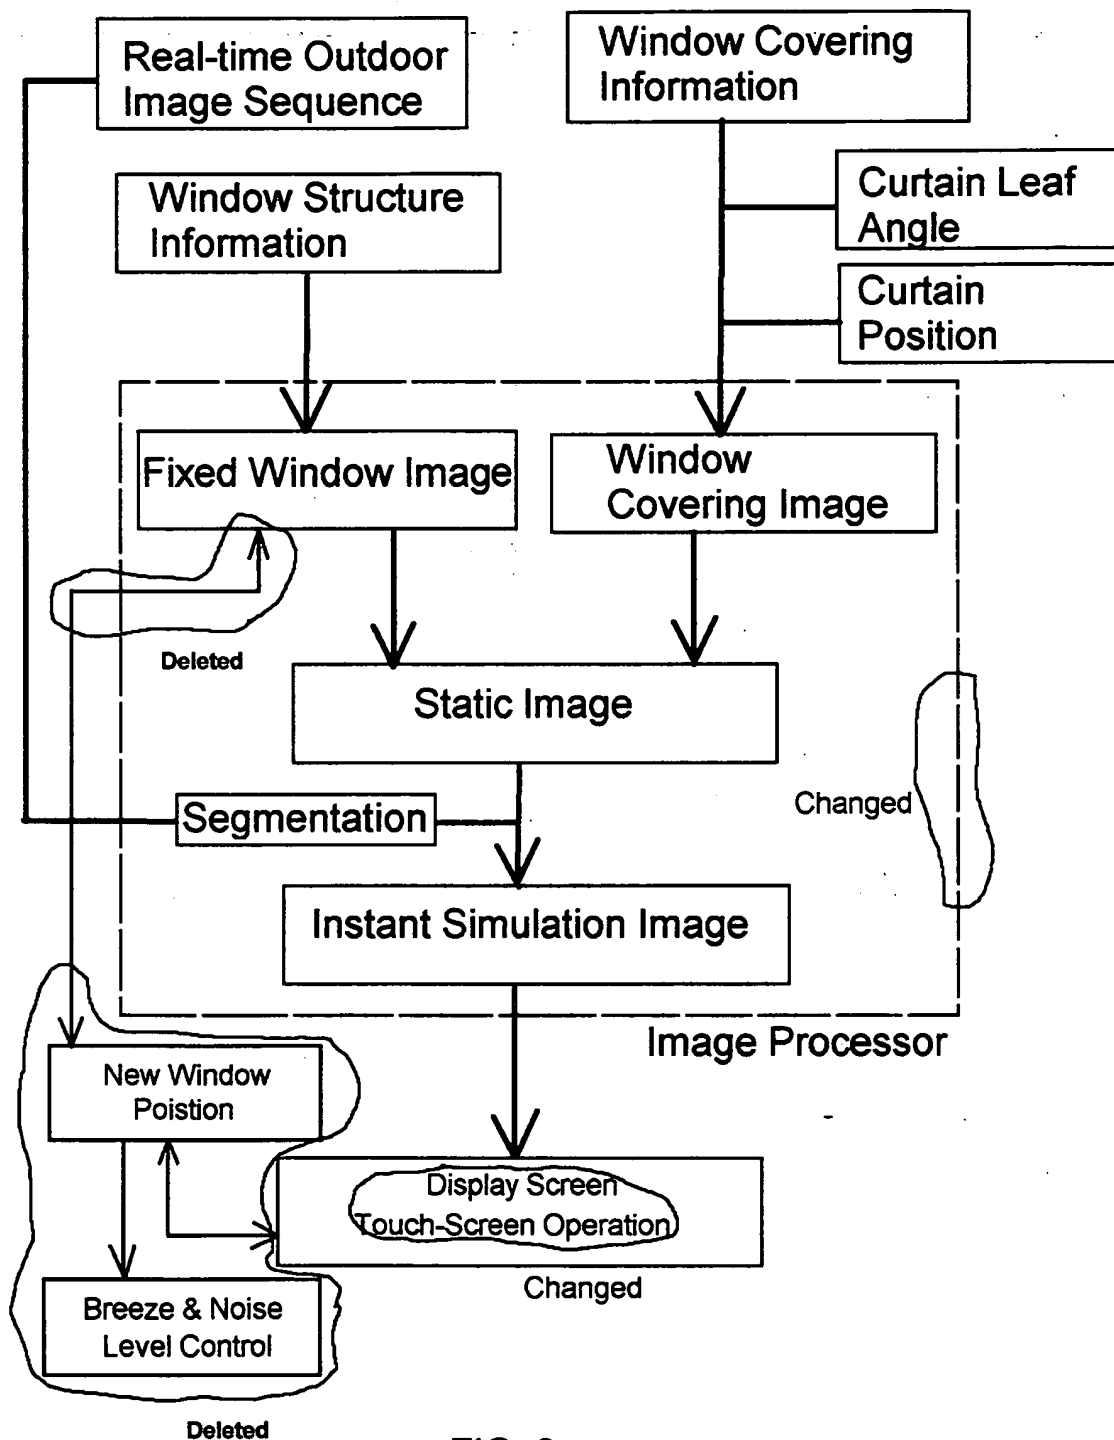 Real-time Outdoor
Image Sequence
Window Covering
Information
Window Structure
Information
Curtain Leaf
Angle
Curtain
Position
Fixed Window Image
Window
Covering Image
Deleted
Static Image
Changed
Segmentation
Instant Simulation Image
Image Processor
New Window
Poistion
Display Screen
Touch-Screen Operation
Changed
Breeze & Noise
Level Control
Deleted